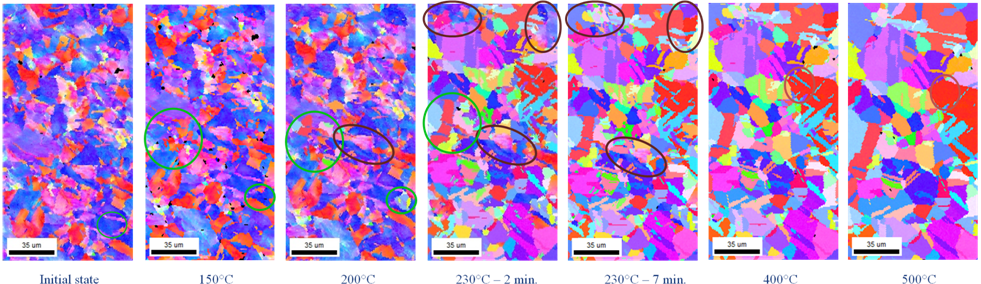 35 um
35 um
35 um
35 um
35 um
35 um
35 um
Initial state
150°C
200°C
230°C – 2 min.
230°C – 7 min.
400°C
500°C